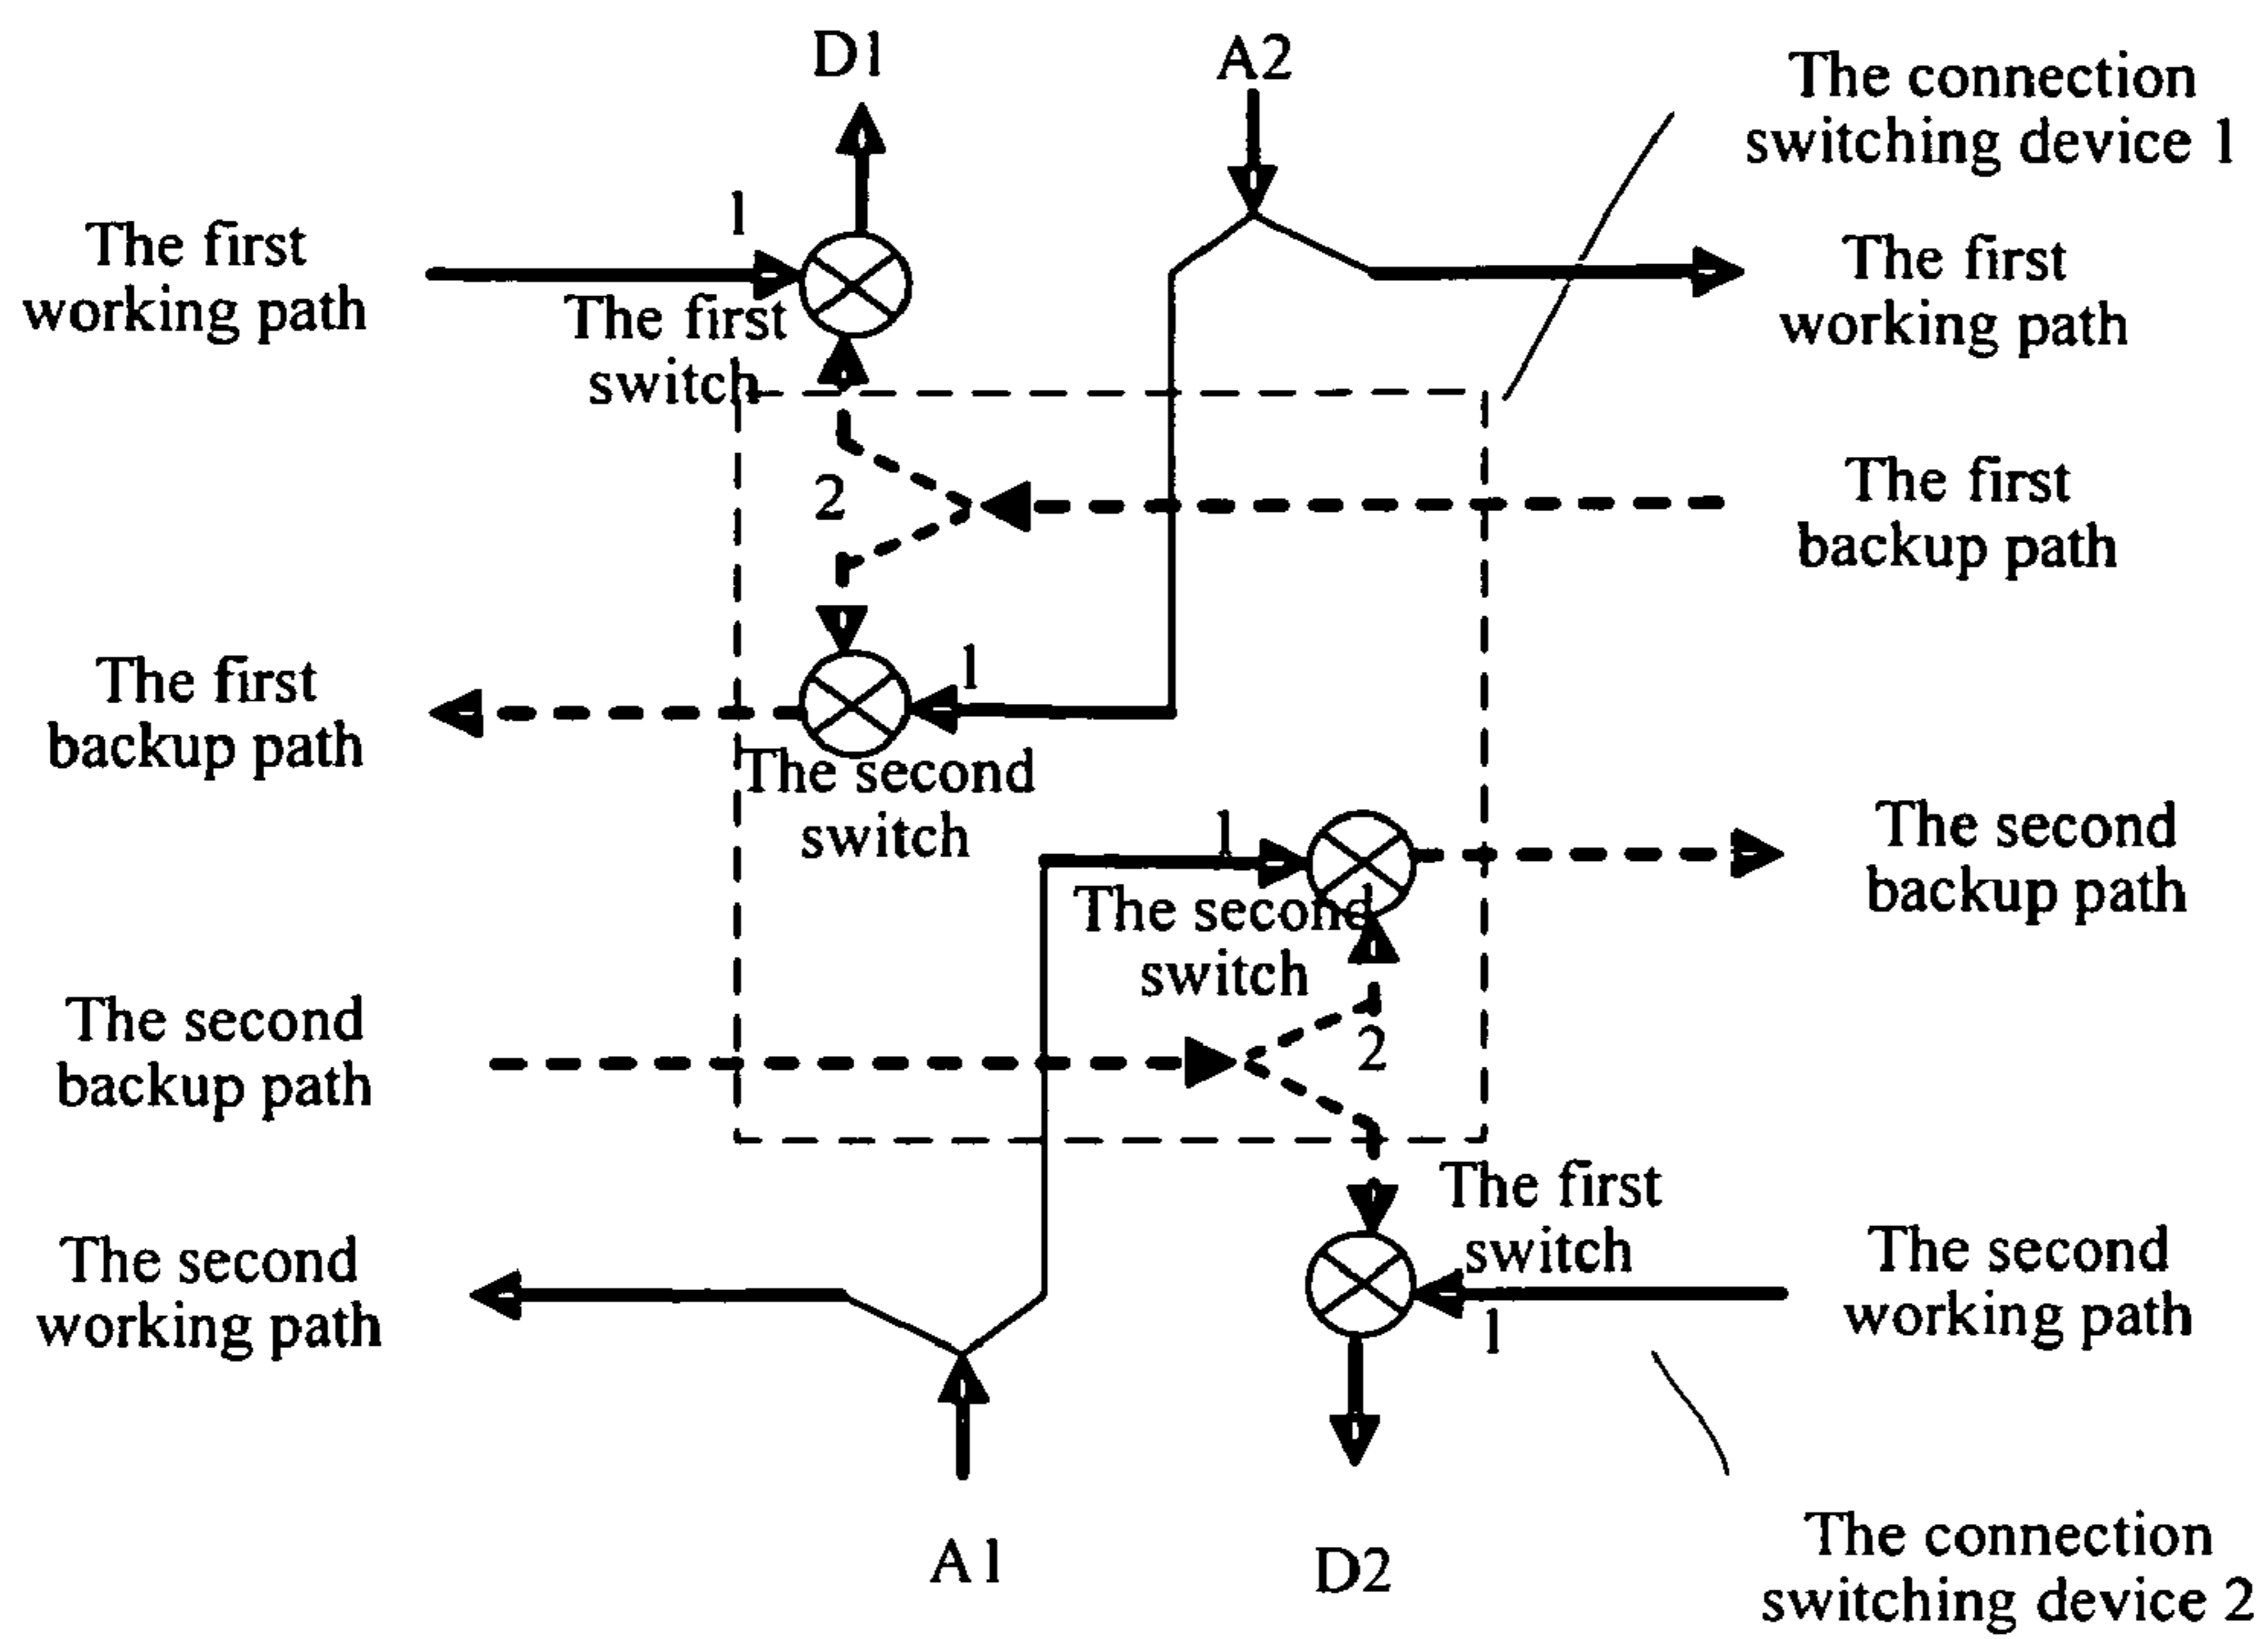 D1
A2
The connection
switching device 1
1
The first
working path
The first
switch
The first
working path
2
The first
backup path
The first
backup path
1
The second
switch
1
The second
backup path
The second
switch
The second
backup path
2
The first
switch
The second
working path
The second
working path
1
A1
D2
The connection
switching device 2